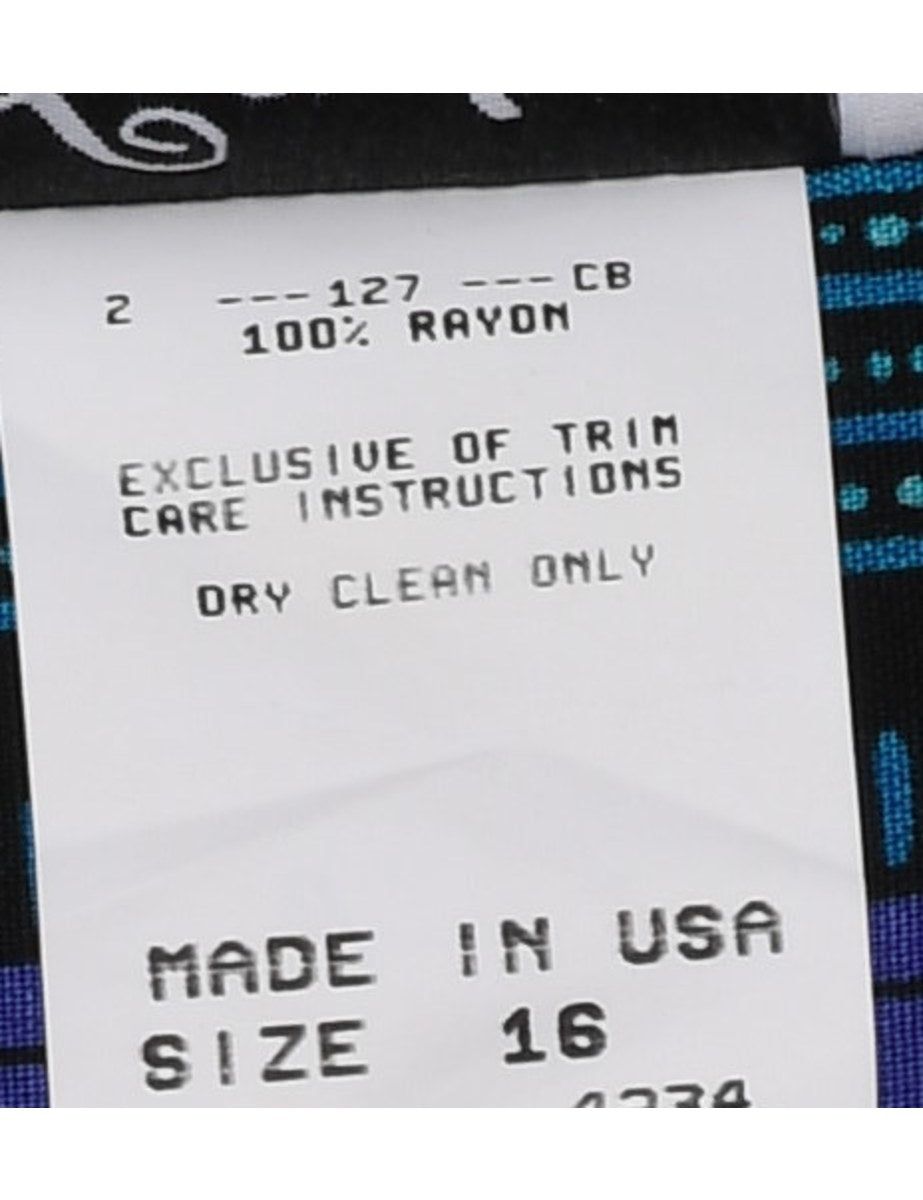 2 ---127 ---CB
100% RAYON
EXCLUSIVE OF TRIM
CARE INSTRUCTIONS
DRY CLEAN ONLY
MADE IN USA
SIZE 16